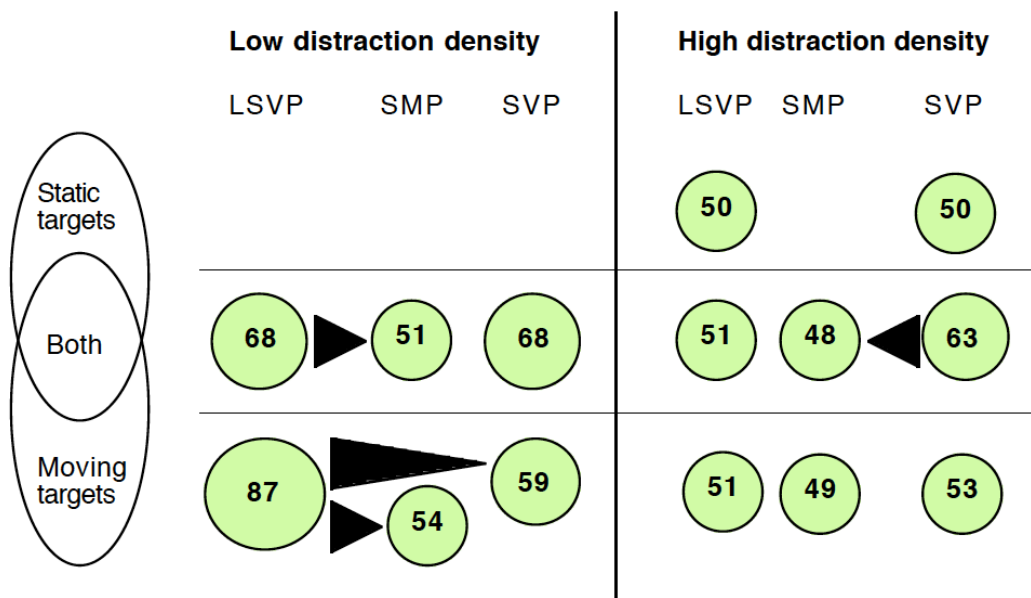 Low distraction density High distraction density
LSVP SMP SVP LSVP SMP SVP
Static
targets
50 50
Both 68 51 68 51 48 63
Moving
targets
87 54 59 51 49 53